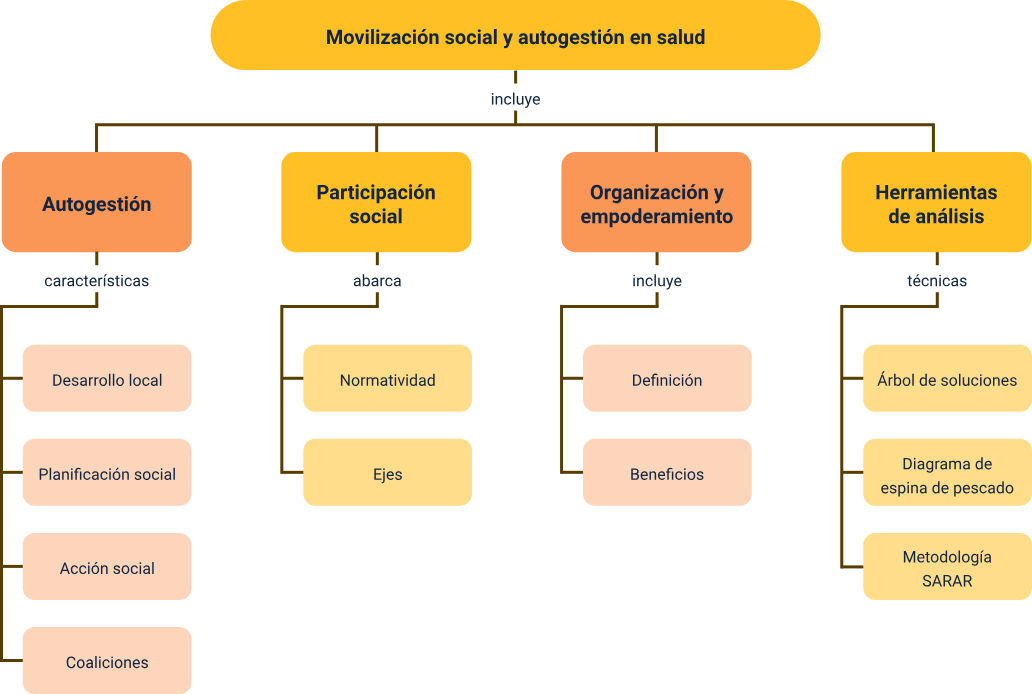 Movilización social y autogestión en salud
incluye
Autogestión
características
Desarrollo local
Planificación social
Acción social
Coaliciones
Participación
social
abarca
Normatividad
Ejes
Organización y
empoderamiento
incluye
Definición
Beneficios
Herramientas
de análisis
técnicas
Árbol de soluciones
Diagrama de
espina de pescado
Metodología
SARAR